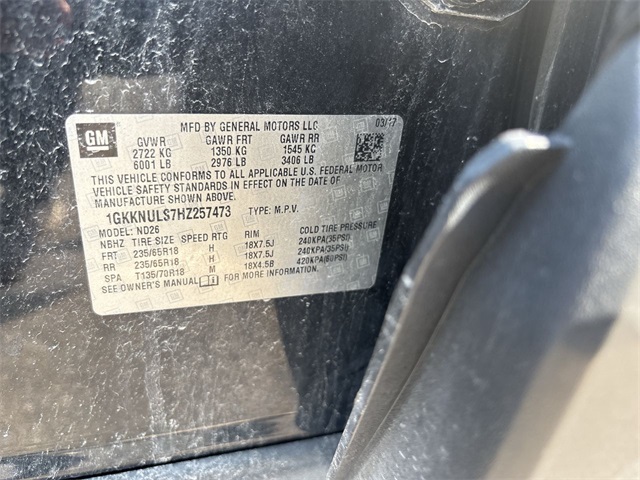 GM
MFD BY GENERAL MOTORS LLC 03/17
GVWR GAWR FRT GAWR RR
2722 KG 1350 KG 1545 KG
6001 LB 2976 LB 3406 LB
THIS VEHICLE CONFORMS TO ALL APPLICABLE U.S. FEDERAL MOTOR
VEHICLE SAFETY STANDARDS IN EFFECT ON THE DATE OF
MANUFACTURE SHOWN ABOVE.
1GKKNULS7HZ257473 TYPE: M.P.V.
MODEL: ND26
NBHZ TIRE SIZE SPEED RTG RIM COLD TIRE PRESSURE
FRT 235/65R18 H 18X7.5J 240KPA(35PSI)
RR 235/65R18 H 18X7.5J 240KPA(35PSI)
SPA T135/70R18 M 18X4.5B 420KPA(60PSI)
SEE OWNER'S MANUAL FOR MORE INFORMATION.